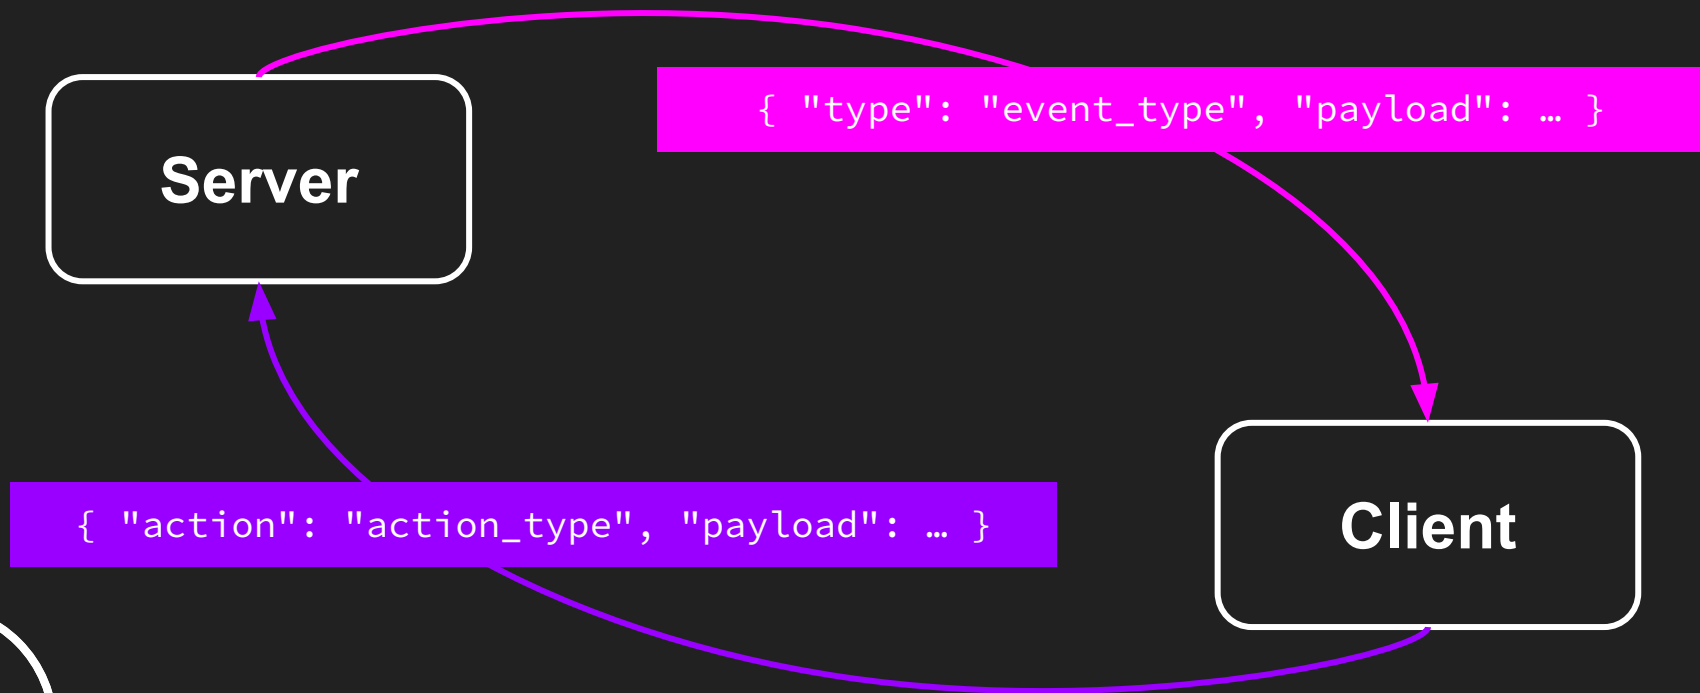 { "type": "event_type", "payload": … }
Server
{ "action": "action_type", "payload": … }
Client